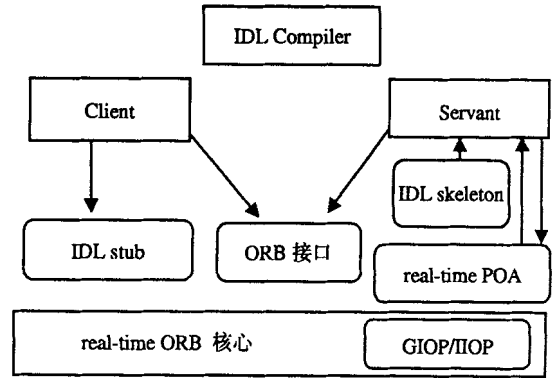 IDL Compiler
Client
Servant
IDL skeleton
IDL stub
ORB 接口
real-time POA
real-time ORB 核心
GIOP/IIOP